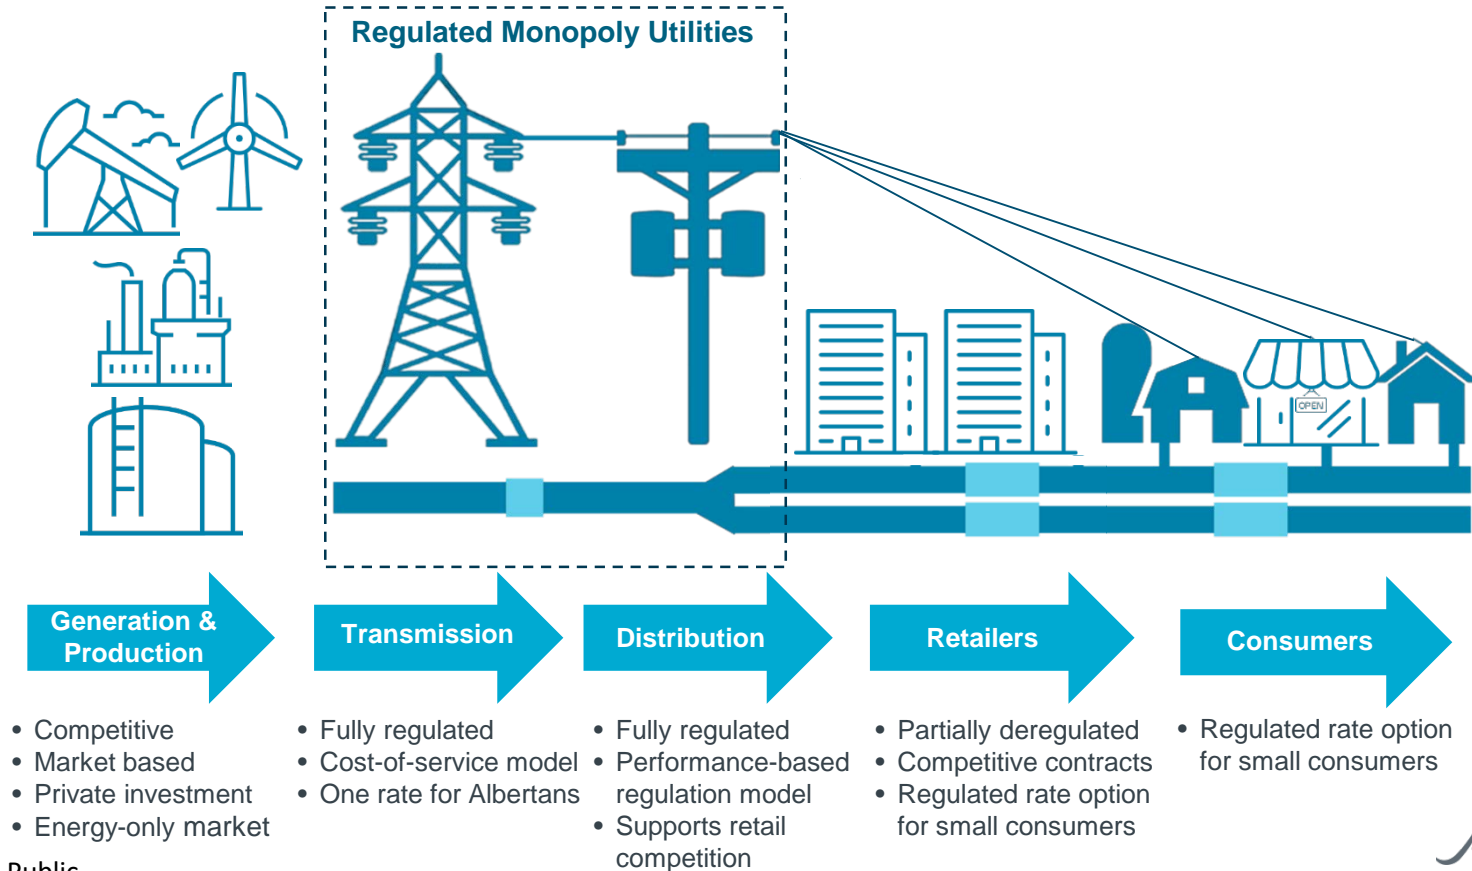 Regulated Monopoly Utilities
OPEN
Generation &
Production
Transmission
Distribution
Retailers
Consumers
• Competitive
• Market based
• Private investment
• Energy-only market
• Fully regulated
• Cost-of-service model
• One rate for Albertans
• Fully regulated
• Performance-based
regulation model
• Supports retail
competition
• Partially deregulated
• Competitive contracts
• Regulated rate option
for small consumers
• Regulated rate option
for small consumers
Public